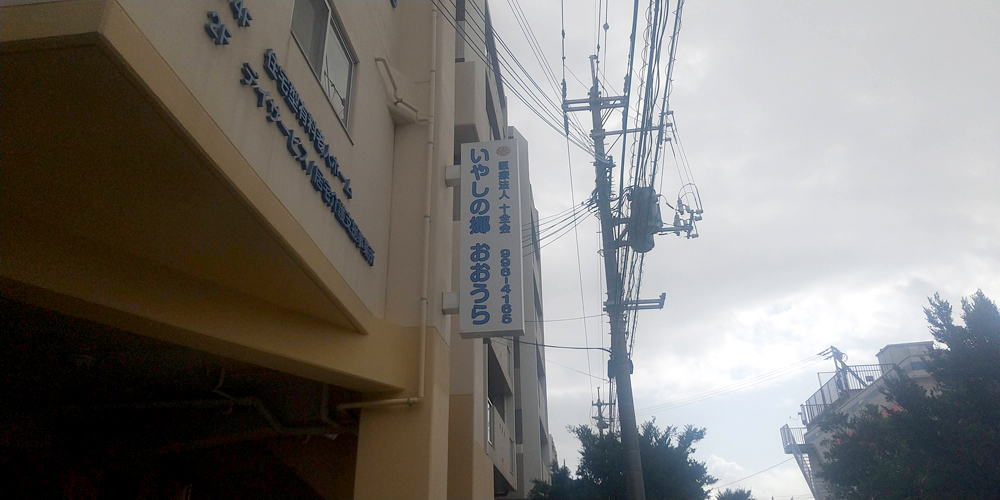 住宅型有料老人ホーム
デイサービス/居宅介護支援事業所
医療法人 十全会
いやしの郷 おおうら
996-4165